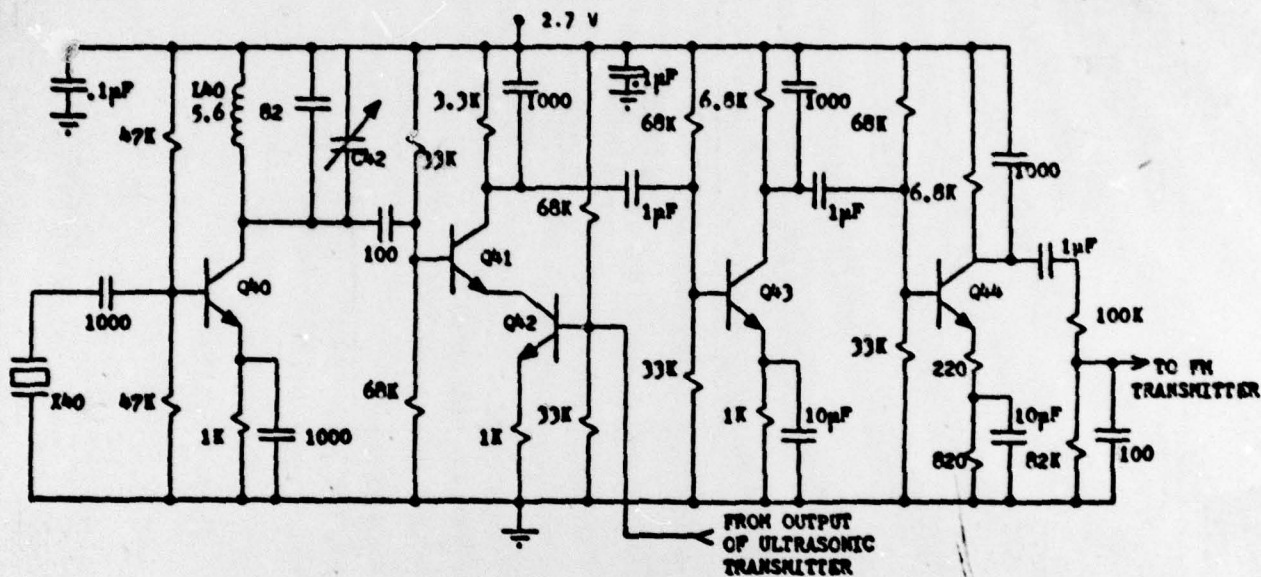 2.7 V
.1µF
L40
5.6
82
C42
47K
33K
3.3K
1000
.1µF
68K
6.8K
1000
68K
6.8K
1000
100
68K
1µF
1µF
1µF
Q40
Q41
Q42
Q43
Q44
1000
X40
47K
1K
1000
68K
1K
33K
33K
1K
10µF
33K
220
820
10µF
82K
100K
100
TO FM
TRANSMITTER
FROM OUTPUT
OF ULTRASONIC
TRANSMITTER